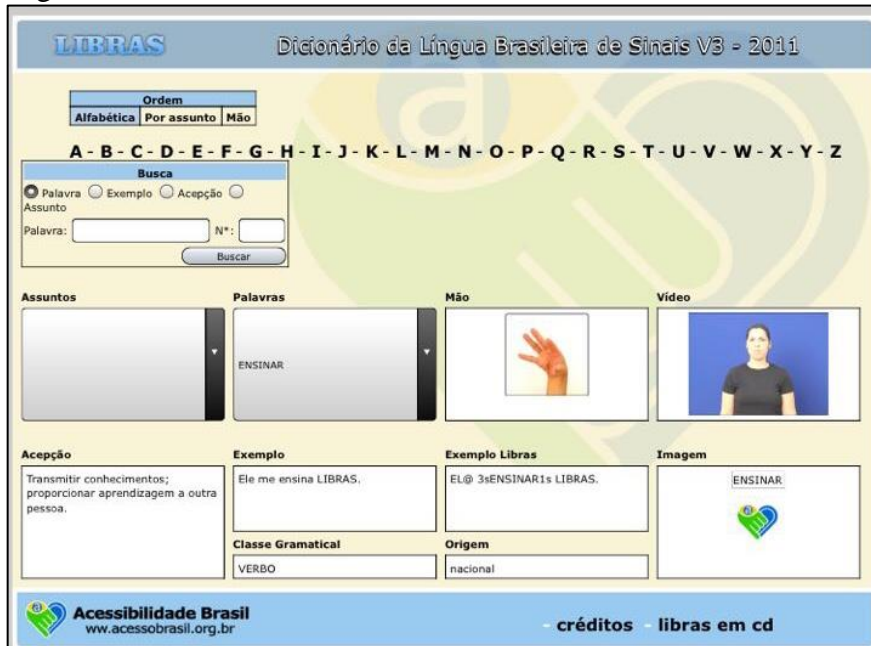 LIBRAS
Dicionário da Língua Brasileira de Sinais V3 - 2011
Ordem
Alfabética Por assunto Mão
A - B - C - D - E - F - G - H - I - J - K - L - M - N - O - P - Q - R - S - T - U - V - W - X - Y - Z
Busca
Palavra Exemplo Acepção
Assunto
Palavra: N°:
Buscar
Assuntos Palavras Mão Vídeo
ENSINAR
Acepção Exemplo Exemplo Libras Imagem
Transmitir conhecimentos;
proporcionar aprendizagem a outra
pessoa.
Ele me ensina LIBRAS.
EL@ 3sENSINAR1s LIBRAS.
ENSINAR
Classe Gramatical Origem
VERBO nacional
Acessibilidade Brasil
www.acessobrasil.org.br
- créditos - libras em cd